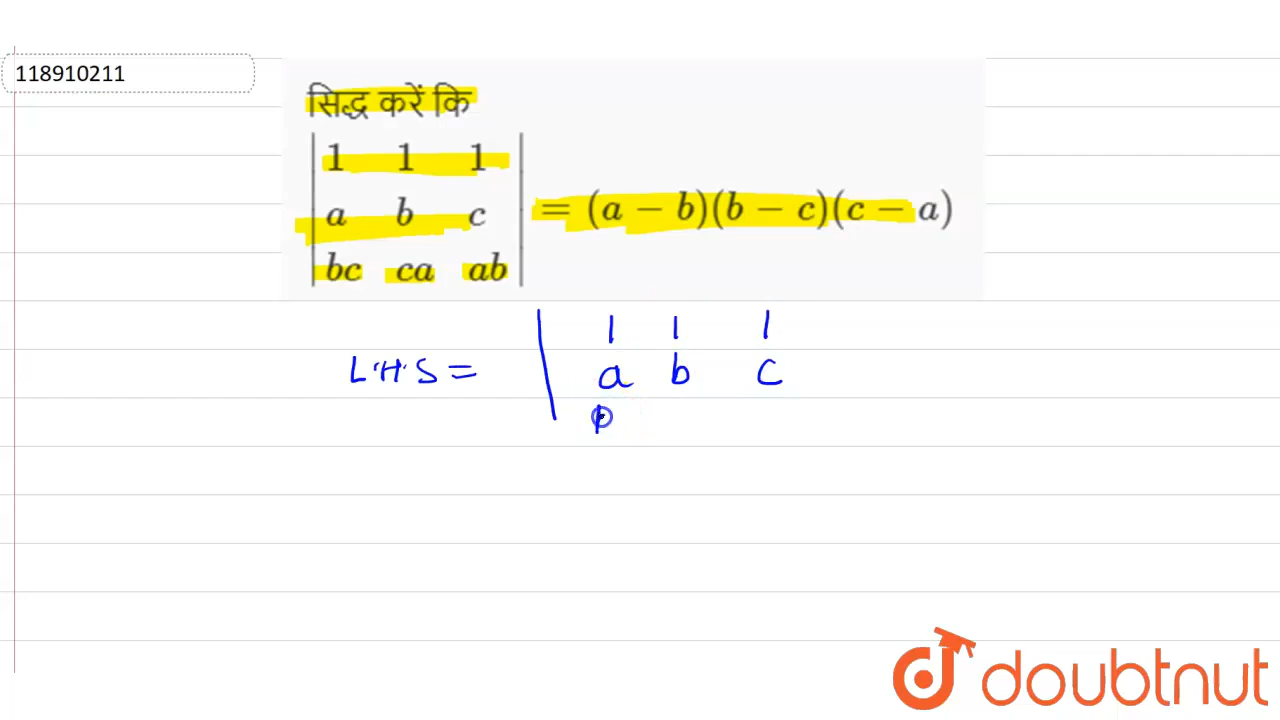 118910211
सिद्ध करें कि
| 1 1 1 |
| a b c | = (a − b)(b − c)(c − a)
| bc ca ab |
| 1 1 1
L.H.S = | a b c
doubtnut